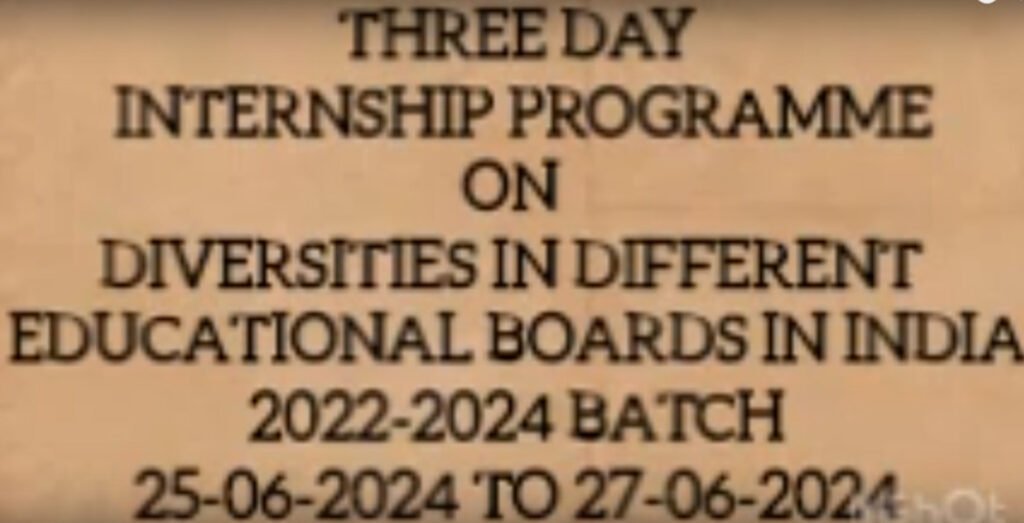 THREE DAY
INTERNSHIP PROGRAMME
ON
DIVERSITIES IN DIFFERENT
EDUCATIONAL BOARDS IN INDIA
2022-2024 BATCH
25-06-2024 TO 27-06-2024